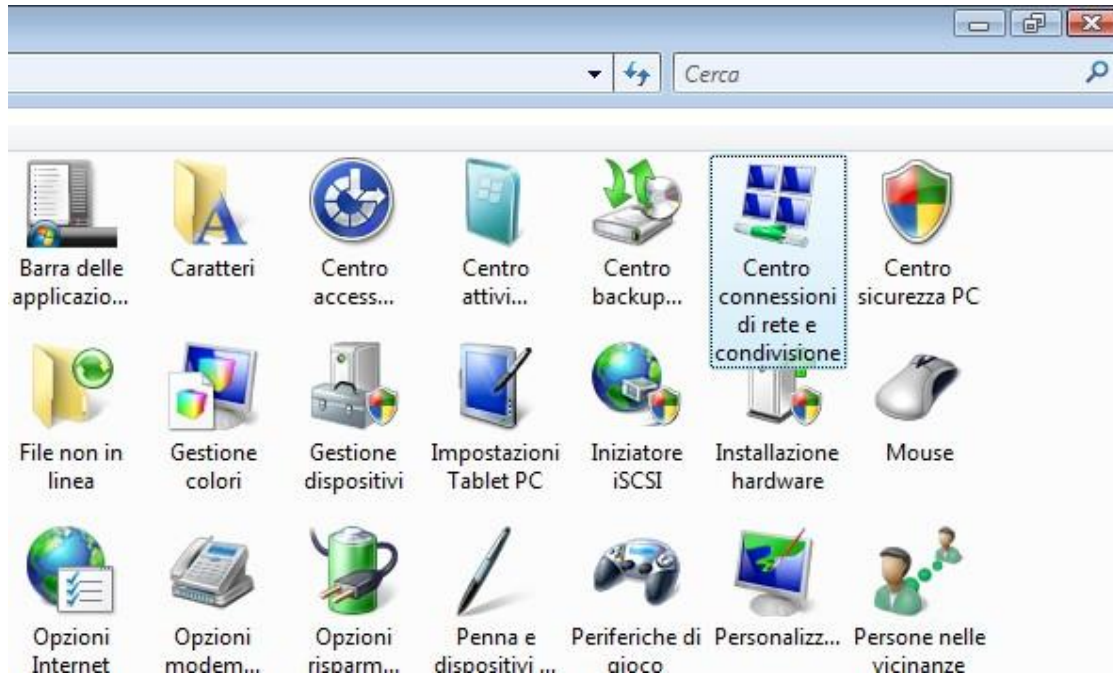 Cerca
Barra delle
applicazio...
Caratteri
Centro
access...
Centro
attivi...
Centro
backup...
Centro
connessioni
di rete e
condivisione
Centro
sicurezza PC
File non in
linea
Gestione
colori
Gestione
dispositivi
Impostazioni
Tablet PC
Iniziatore
iSCSI
Installazione
hardware
Mouse
Opzioni
Internet
Opzioni
modem...
Opzioni
risparm...
Penna e
dispositivi ...
Periferiche di
gioco
Personalizz...
Persone nelle
vicinanze